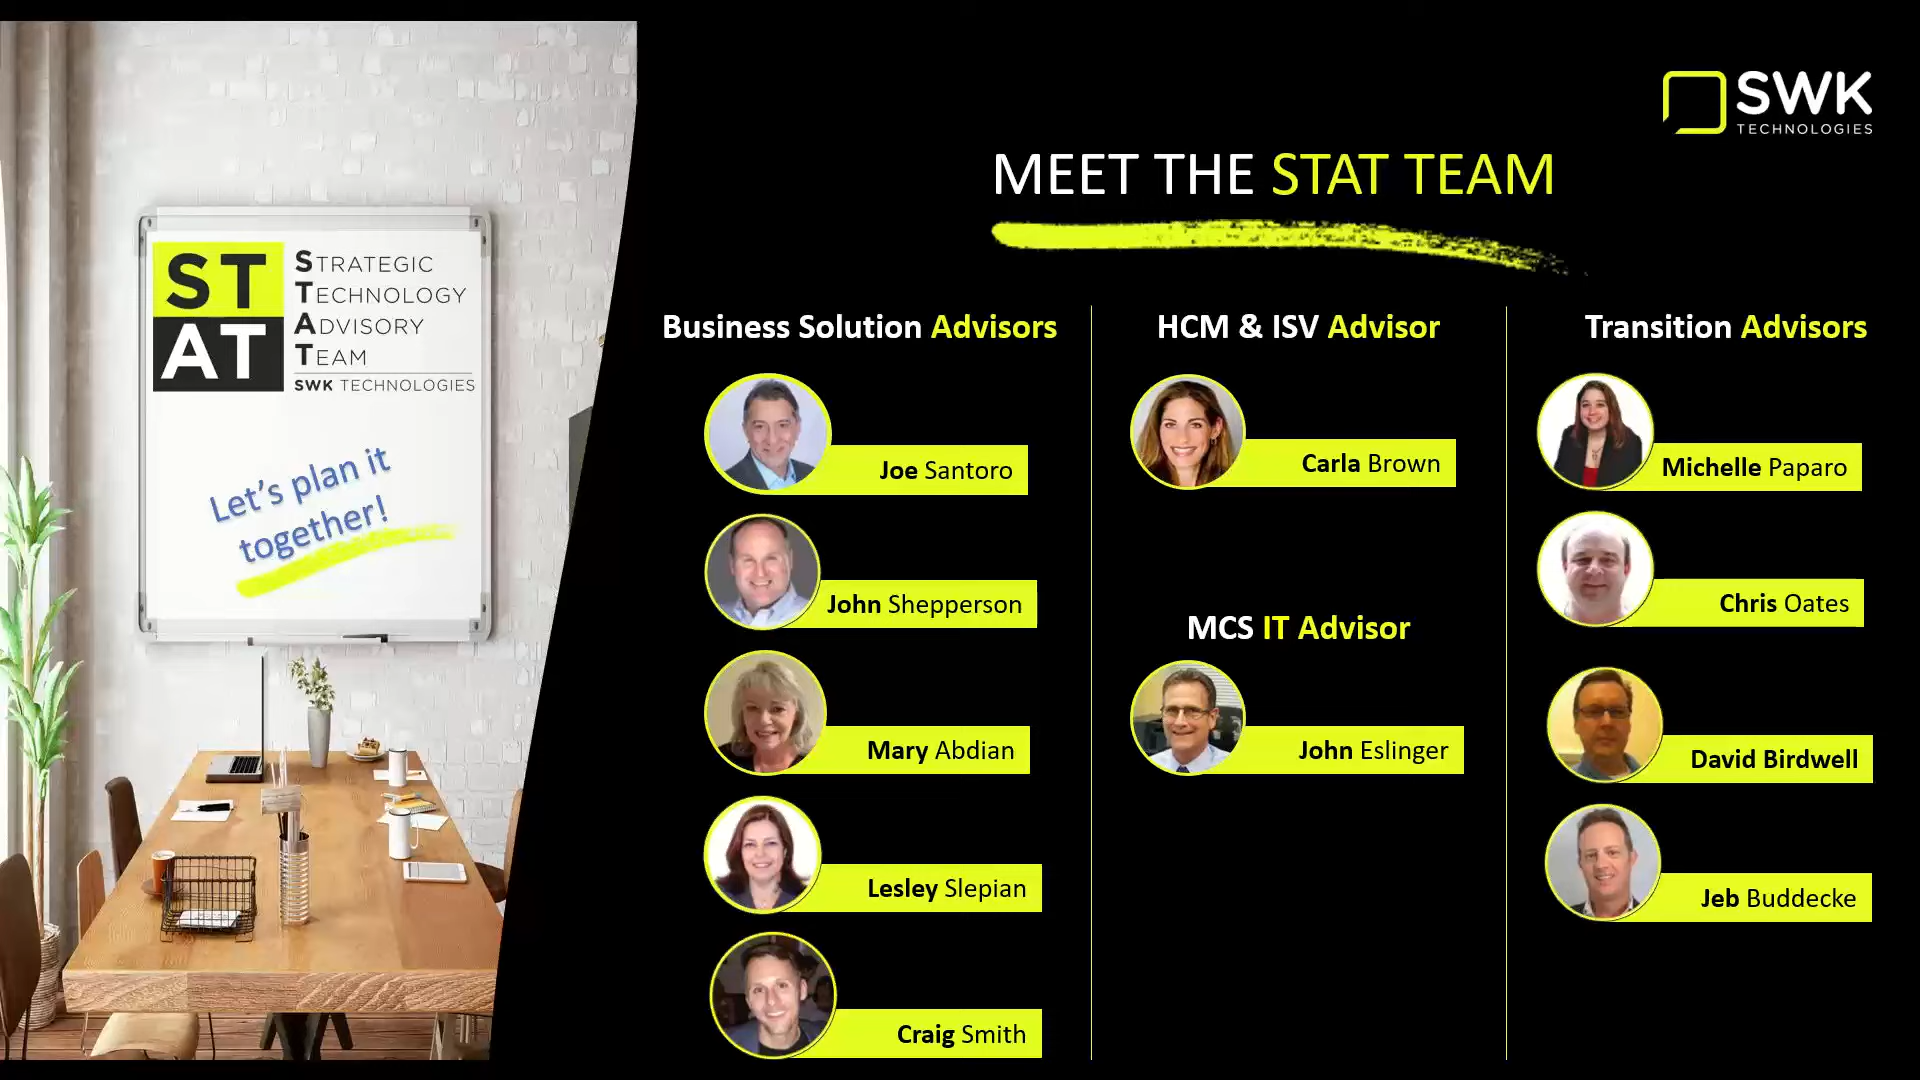 ST
AT
STRATEGIC
TECHNOLOGY
ADVISORY
TEAM
SWK TECHNOLOGIES
Let's plan it
together!
SWK
TECHNOLOGIES
MEET THE STAT TEAM
Business Solution Advisors
Joe Santoro
John Shepperson
Mary Abdian
Lesley Slepian
Craig Smith
HCM & ISV Advisor
Carla Brown
MCS IT Advisor
John Eslinger
Transition Advisors
Michelle Paparo
Chris Oates
David Birdwell
Jeb Buddecke